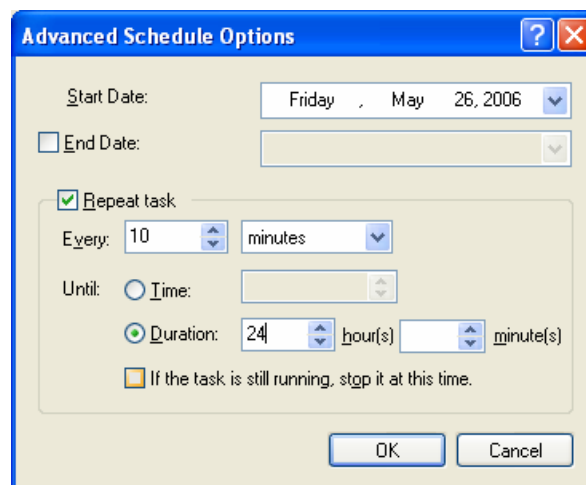 Advanced Schedule Options
Start Date: Friday , May 26, 2006
End Date:
Repeat task
Every: 10 minutes
Until: Time:
Duration: 24 hour(s) minute(s)
If the task is still running, stop it at this time.
OK Cancel